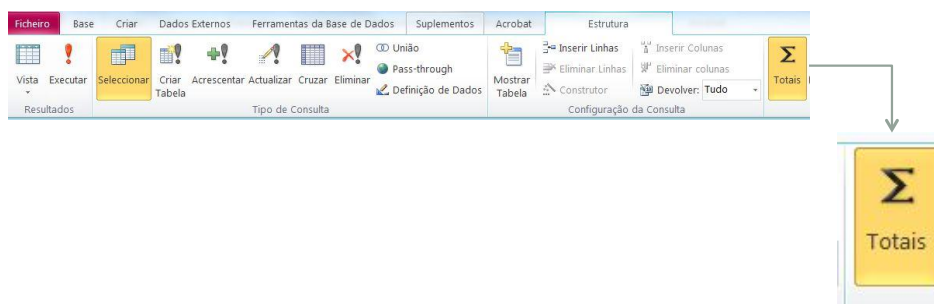 Ficheiro Base Criar Dados Externos Ferramentas da Base de Dados Suplementos Acrobat Estrutura
Vista Executar
Resultados
Seleccionar Criar Tabela Acrescentar Actualizar Cruzar Eliminar
União
Pass-through
Definição de Dados
Tipo de Consulta
Mostrar Tabela
Inserir Linhas
Eliminar Linhas
Construtor
Inserir Colunas
Eliminar colunas
Devolver: Tudo
Configuração da Consulta
Σ
Totais
Σ
Totais